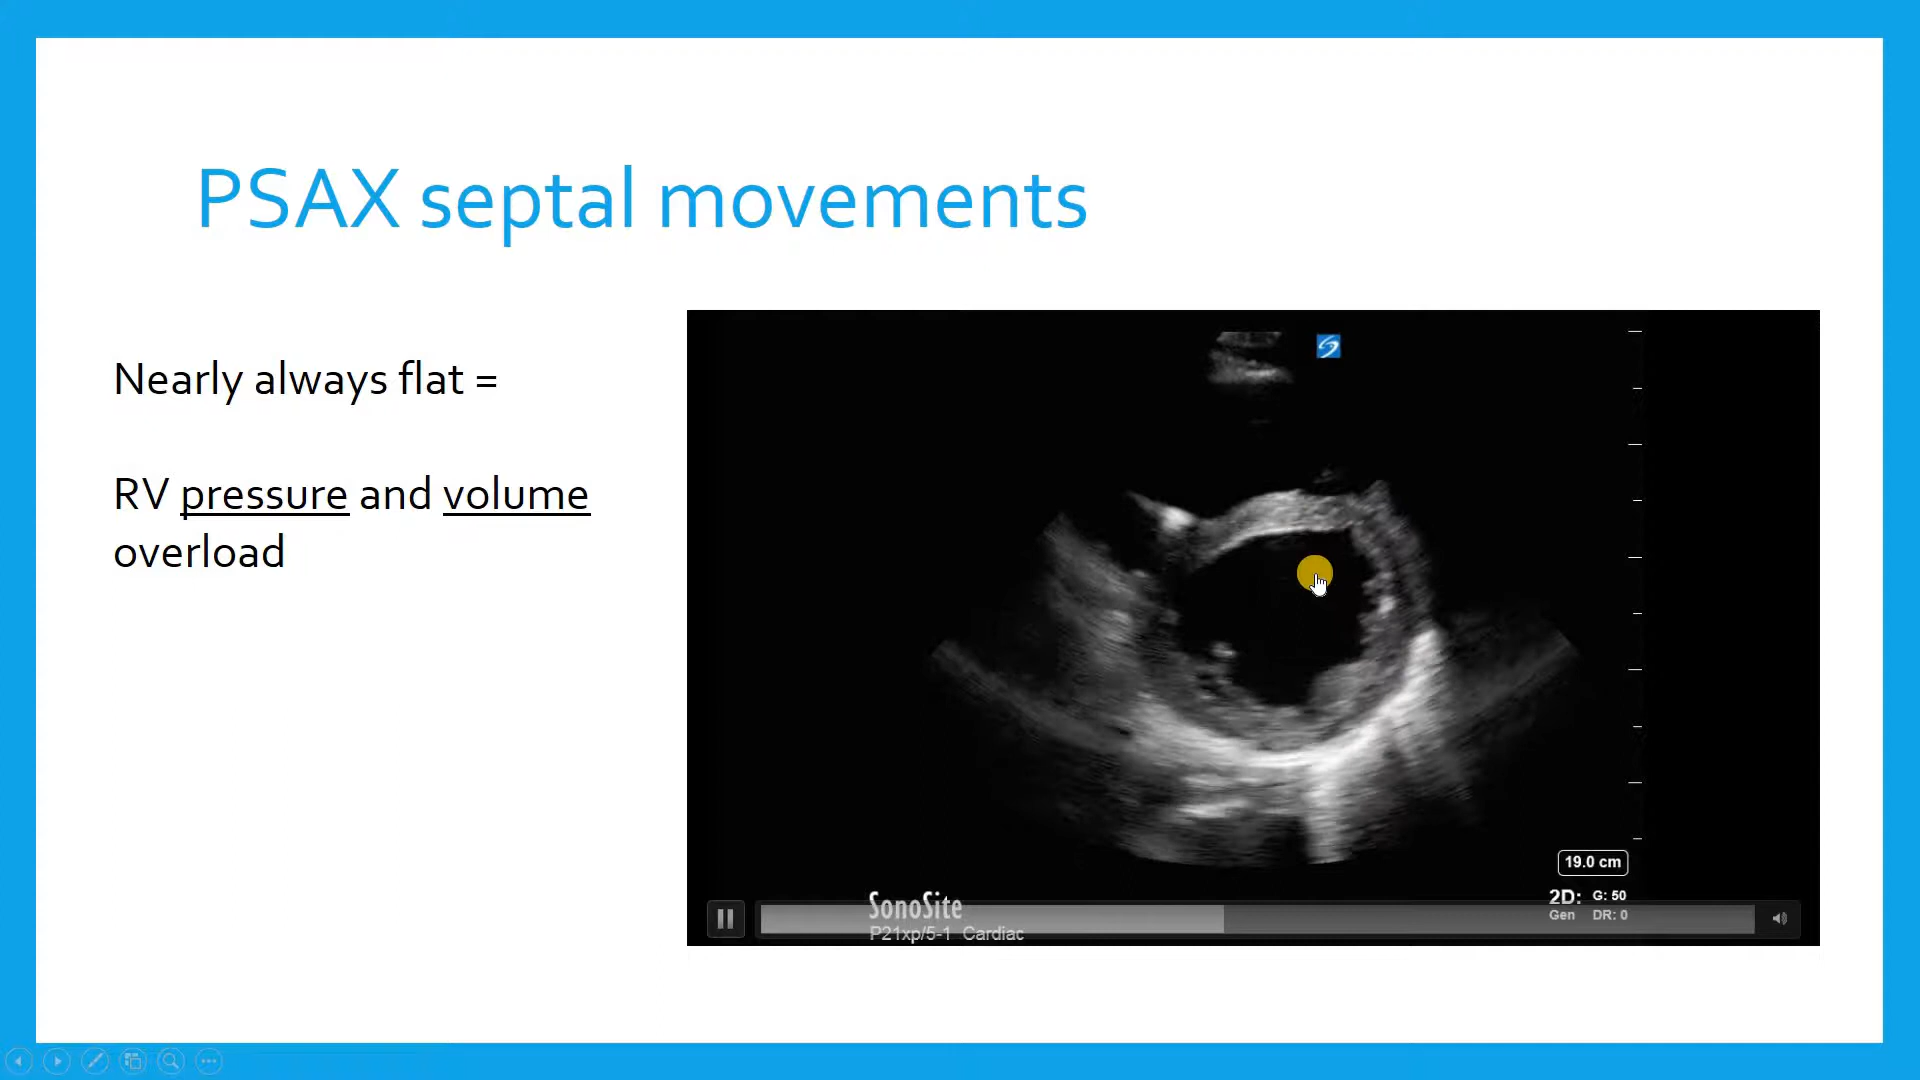 PSAX septal movements
Nearly always flat =
RV pressure and volume
overload
19.0 cm
2D: G: 50
Gen DR: 0
SonoSite
P21xp/5-1 Cardiac